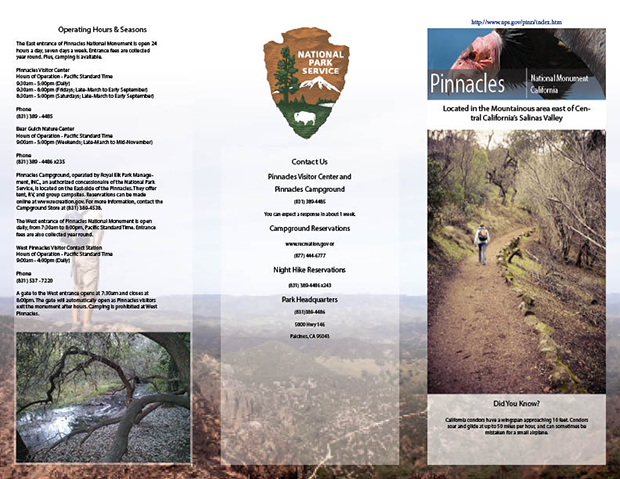 Operating Hours & Seasons
The East entrance of Pinnacles National Monument is open 24
hours a day, seven days a week. Entrance fees are collected
year round. Plus, camping is available.
Pinnacles Visitor Center
Hours of Operation - Pacific Standard Time
9:30am - 5:00pm (Daily)
9:30am - 8:00pm (Fridays; Late-March to Early September)
8:30am - 5:00pm (Saturdays; Late-March to Early September)
Phone
(831) 389 - 4485
Bear Gulch Nature Center
Hours of Operation - Pacific Standard Time
9:00am - 5:00pm (Weekends; Late-March to Mid-November)
Phone
(831) 389 - 4486 x235
Pinnacles Campground, operated by Royal Elk Park Manage-
ment, INC., an authorized concessionaire of the National Park
Service, is located on the East-side of the Pinnacles. They offer
tent, RV, and group campsites. Reservations can be made
online at www.recreation.gov. For more information, contact the
Campground Store at (831) 389-4538.
The West entrance of Pinnacles National Monument is open
daily, from 7:30am to 8:00pm, Pacific Standard Time. Entrance
fees are also collected year round.
West Pinnacles Visitor Contact Station
Hours of Operation - Pacific Standard Time
9:00am - 4:00pm (Daily)
Phone
(831) 537 - 7220
A gate to the West entrance opens at 7:30am and closes at
8:00pm. The gate will automatically open as Pinnacles visitors
exit the monument after hours. Camping is prohibited at West
Pinnacles.
NATIONAL
PARK
SERVICE
Contact Us
Pinnacles Visitor Center and
Pinnacles Campground
(831) 389-4485
You can expect a response in about 1 week.
Campground Reservations
www.recreation.gov or
(877) 444-6777
Night Hike Reservations
(831) 389-4486 x243
Park Headquarters
(831)389-4486
5000 Hwy 146
Paicines, CA 95043
http://www.nps.gov/pinn/index.htm
Pinnacles
National Monument
California
Located in the Mountainous area east of Cen-
tral California's Salinas Valley
Did You Know?
California condors have a wingspan approaching 10 feet. Condors
soar and glide at up to 50 miles per hour, and can sometimes be
mistaken for a small airplane.